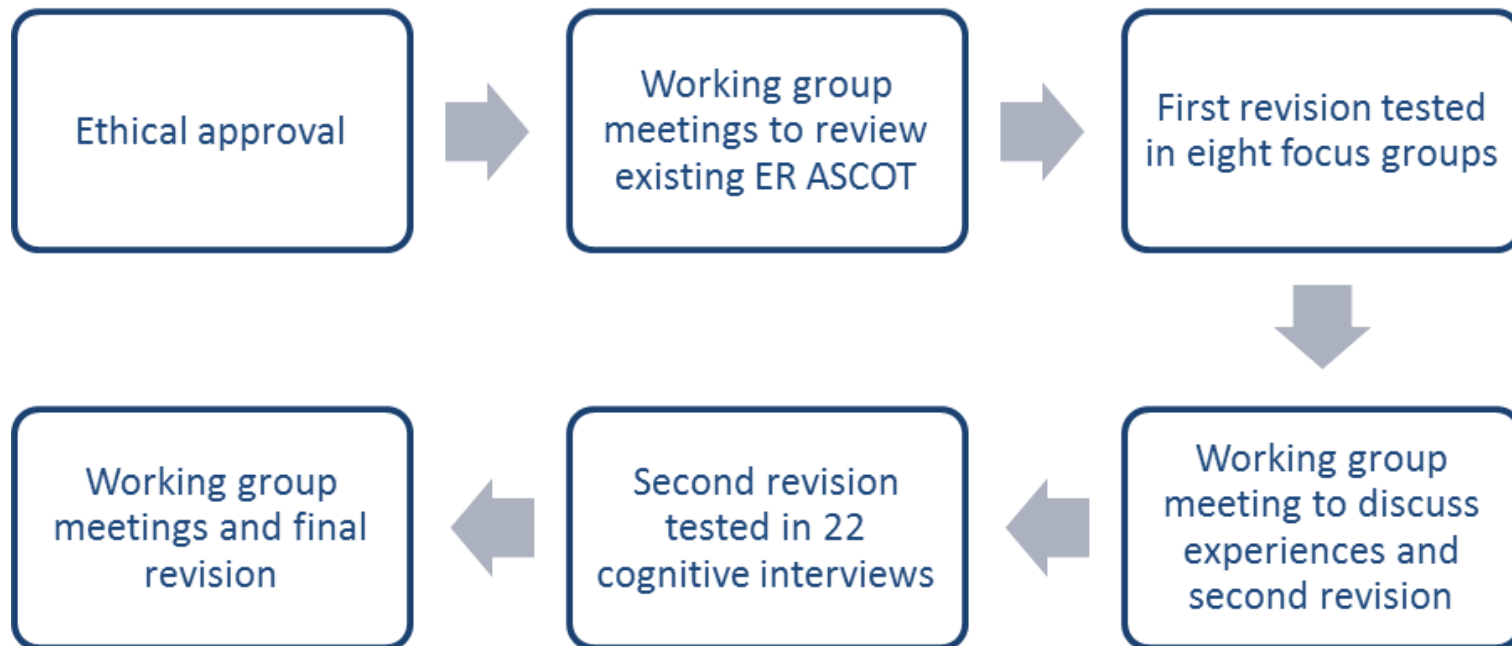 Ethical approval
Working group
meetings to review
existing ER ASCOT
First revision tested
in eight focus groups
Working group
meeting to discuss
experiences and
second revision
Second revision
tested in 22
cognitive interviews
Working group
meetings and final
revision